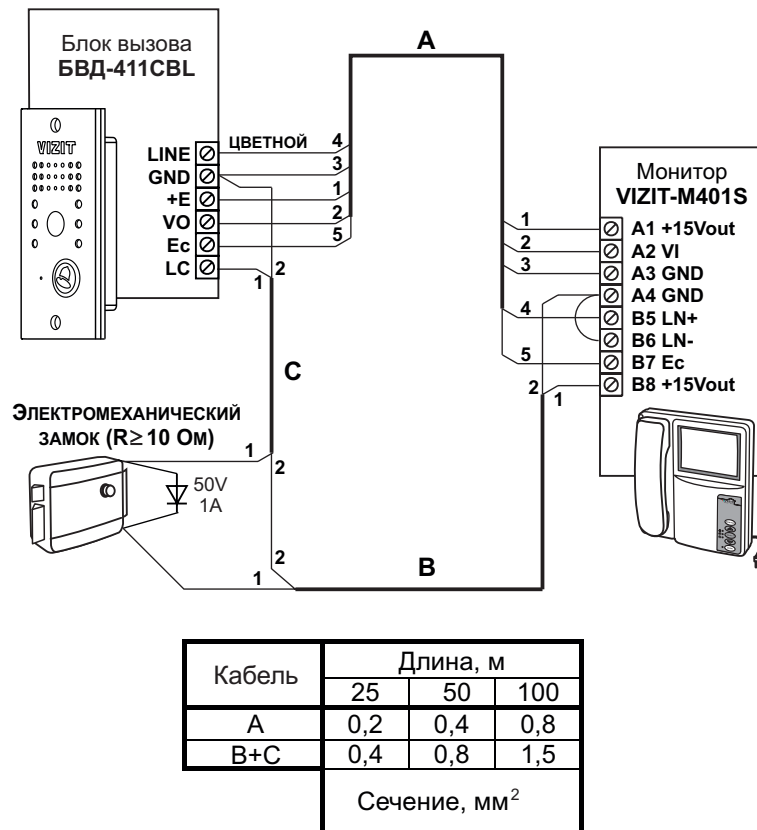 Блок вызова
БВД-411CBL
A
VIZIT
LINE
GND
+E
VO
Ec
LC
ЦВЕТНОЙ
4
3
1
2
5
2
1
C
Монитор
VIZIT-M401S
1
2
3
4
5
2
1
A1 +15Vout
A2 VI
A3 GND
A4 GND
B5 LN+
B6 LN-
B7 Ec
B8 +15Vout
ЭЛЕКТРОМЕХАНИЧЕСКИЙ
ЗАМОК (R≥10 ОМ)
1
2
50V
1A
2
1
B
Кабель
Длина, м
25 50 100
A 0,2 0,4 0,8
B+C 0,4 0,8 1,5
Сечение, мм²